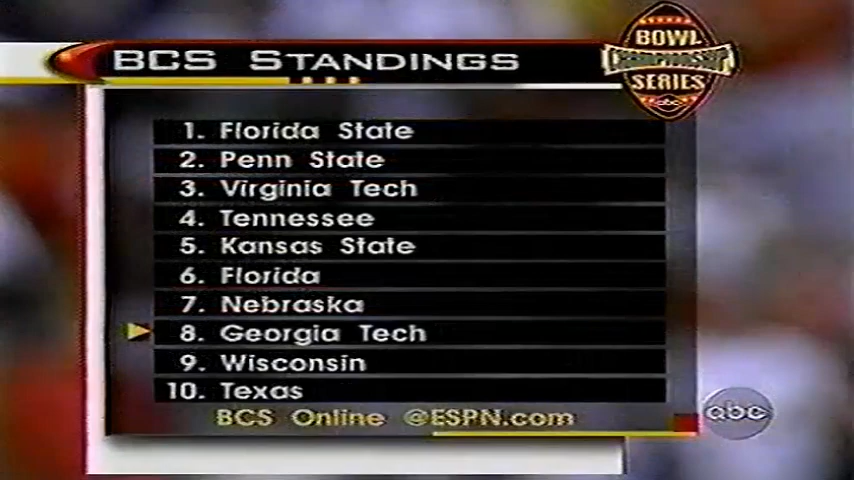 BCS STANDINGS
BOWL
CHAMPIONSHIP
SERIES
abc
1. Florida State
2. Penn State
3. Virginia Tech
4. Tennessee
5. Kansas State
6. Florida
7. Nebraska
8. Georgia Tech
9. Wisconsin
10. Texas
BCS Online @ESPN.com
abc